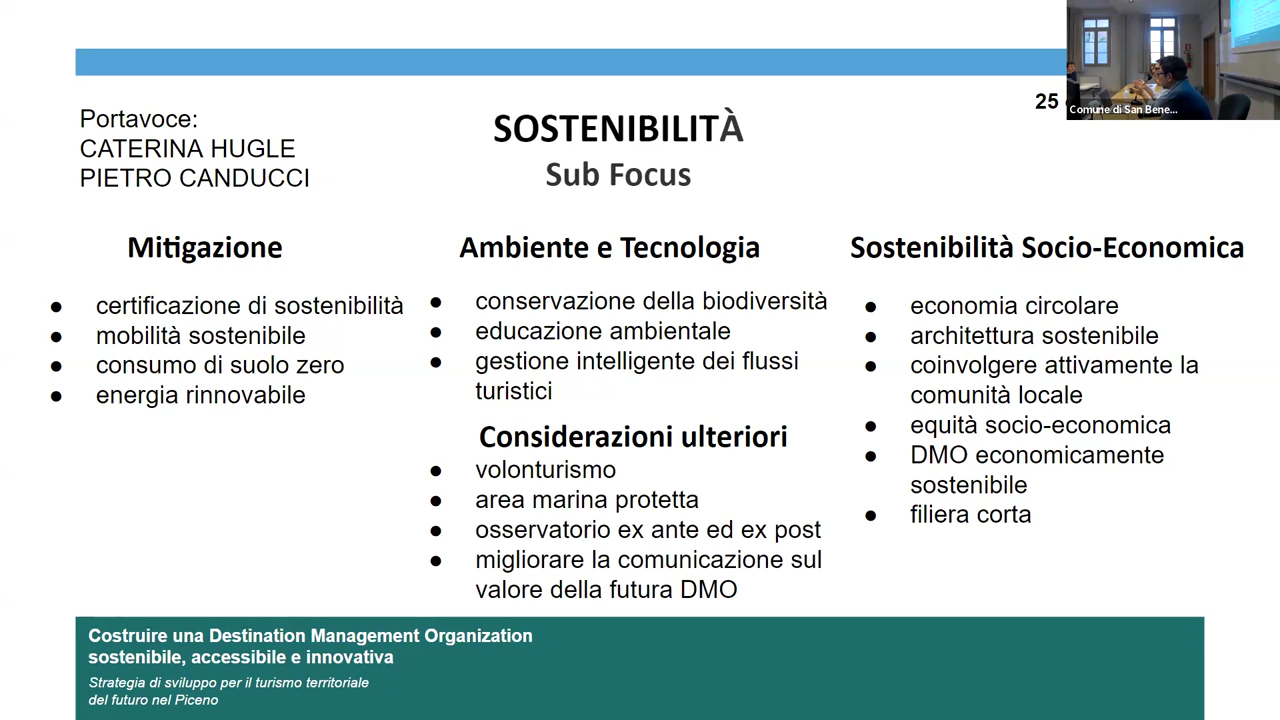 25
Comune di San Bene...
Portavoce:
CATERINA HUGLE
PIETRO CANDUCCI
SOSTENIBILITÀ
Sub Focus
Mitigazione
● certificazione di sostenibilità
● mobilità sostenibile
● consumo di suolo zero
● energia rinnovabile
Ambiente e Tecnologia
● conservazione della biodiversità
● educazione ambientale
● gestione intelligente dei flussi
turistici
Considerazioni ulteriori
● volonturismo
● area marina protetta
● osservatorio ex ante ed ex post
● migliorare la comunicazione sul
valore della futura DMO
Sostenibilità Socio-Economica
● economia circolare
● architettura sostenibile
● coinvolgere attivamente la
comunità locale
● equità socio-economica
● DMO economicamente
sostenibile
● filiera corta
Costruire una Destination Management Organization
sostenibile, accessibile e innovativa
Strategia di sviluppo per il turismo territoriale
del futuro nel Piceno